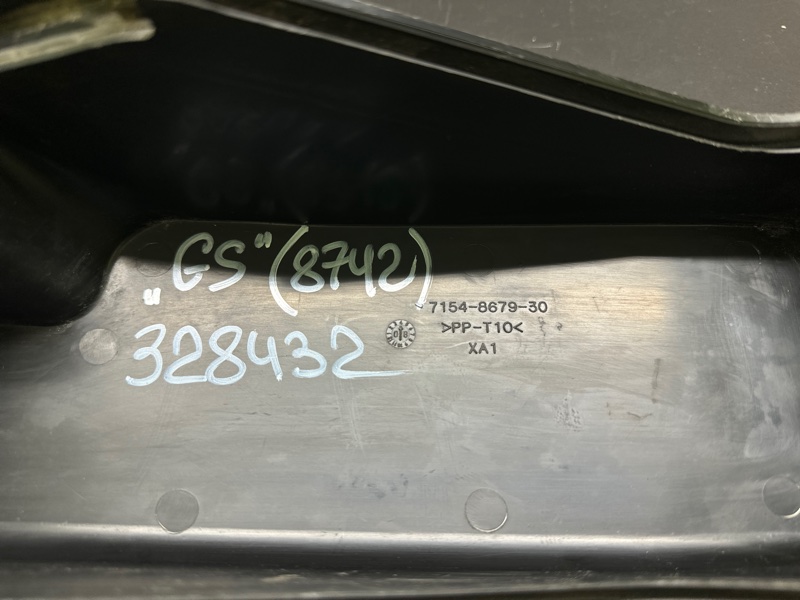 „GS" (8742)
328432
7154-8679-30
>PP-T10<
XA1